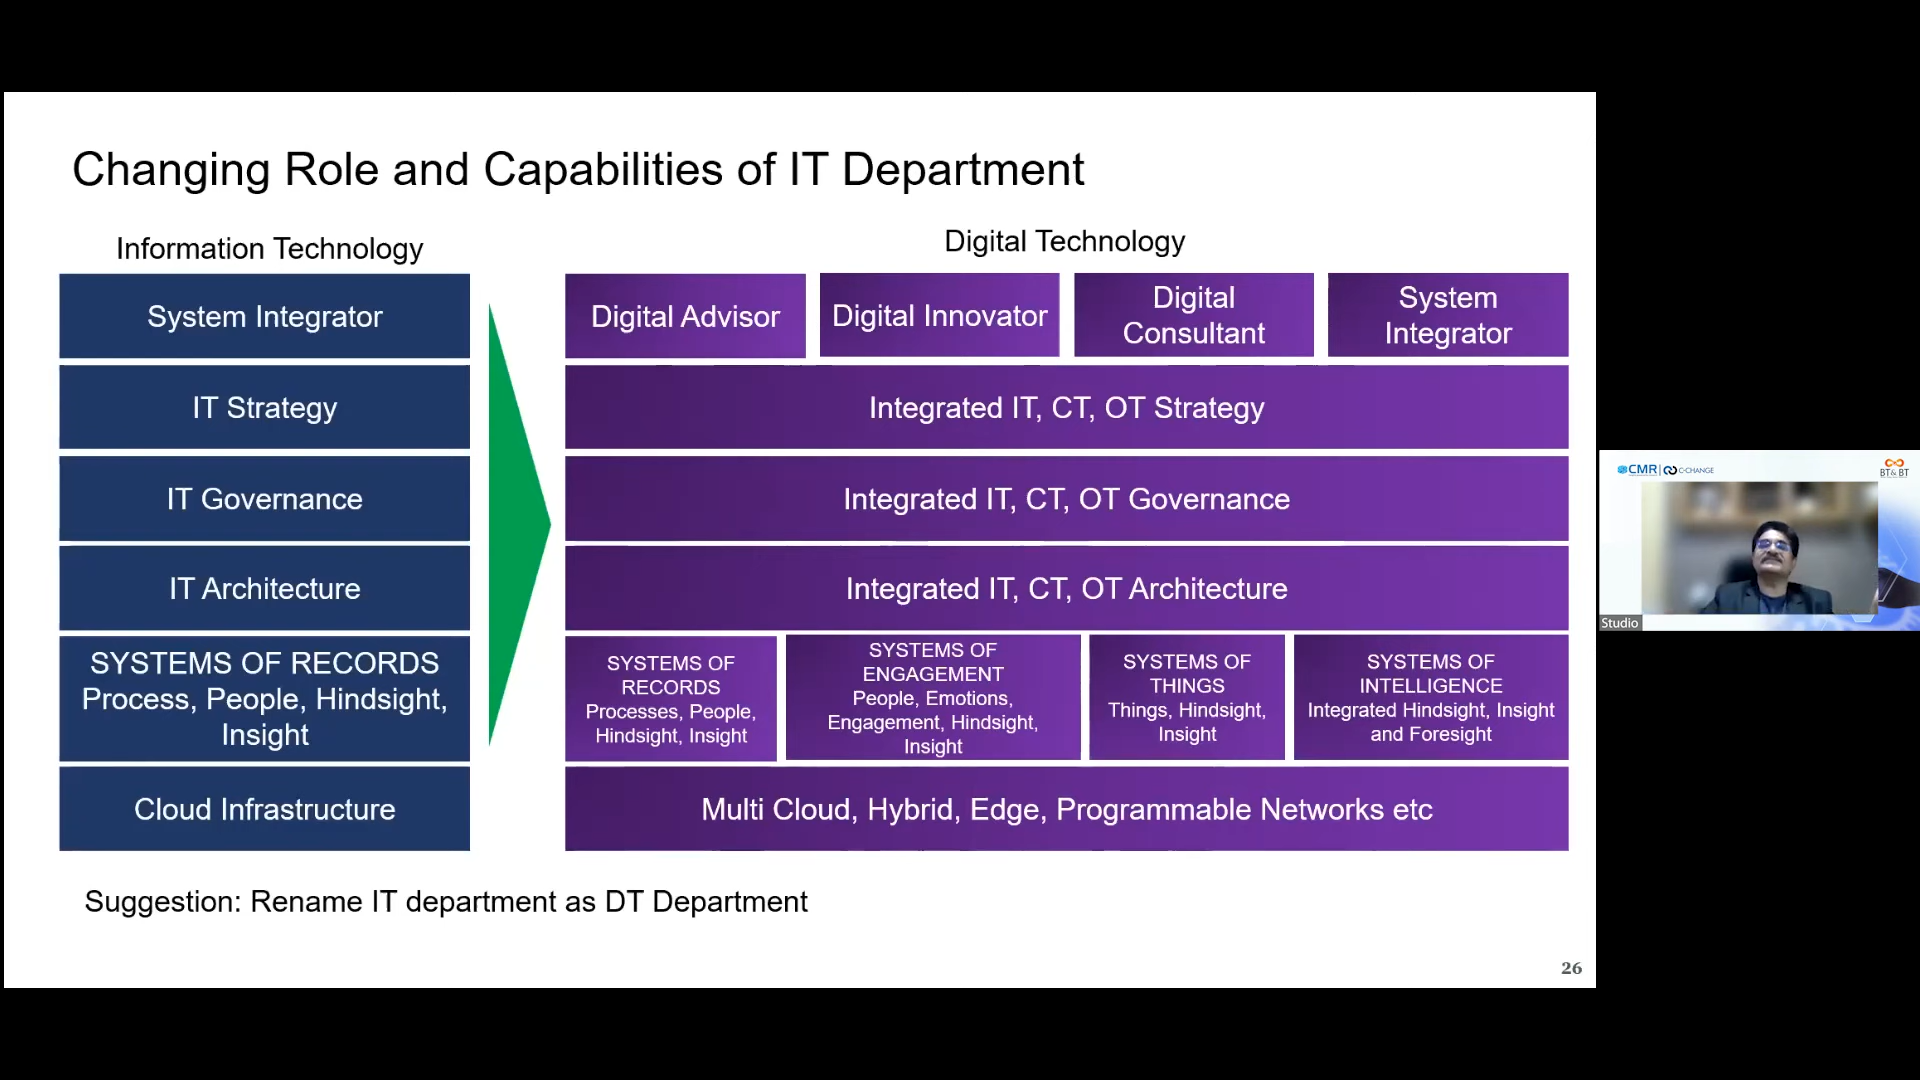 Changing Role and Capabilities of IT Department
Information Technology
Digital Technology
System Integrator
Digital Advisor
Digital Innovator
Digital
Consultant
System
Integrator
IT Strategy
Integrated IT, CT, OT Strategy
IT Governance
Integrated IT, CT, OT Governance
IT Architecture
Integrated IT, CT, OT Architecture
SYSTEMS OF RECORDS
Process, People, Hindsight,
Insight
SYSTEMS OF
RECORDS
Processes, People,
Hindsight, Insight
SYSTEMS OF
ENGAGEMENT
People, Emotions,
Engagement, Hindsight,
Insight
SYSTEMS OF
THINGS
Things, Hindsight,
Insight
SYSTEMS OF
INTELLIGENCE
Integrated Hindsight, Insight
and Foresight
Cloud Infrastructure
Multi Cloud, Hybrid, Edge, Programmable Networks etc
Suggestion: Rename IT department as DT Department
26
CMR
C-CHANGE
BT& BT
Studio